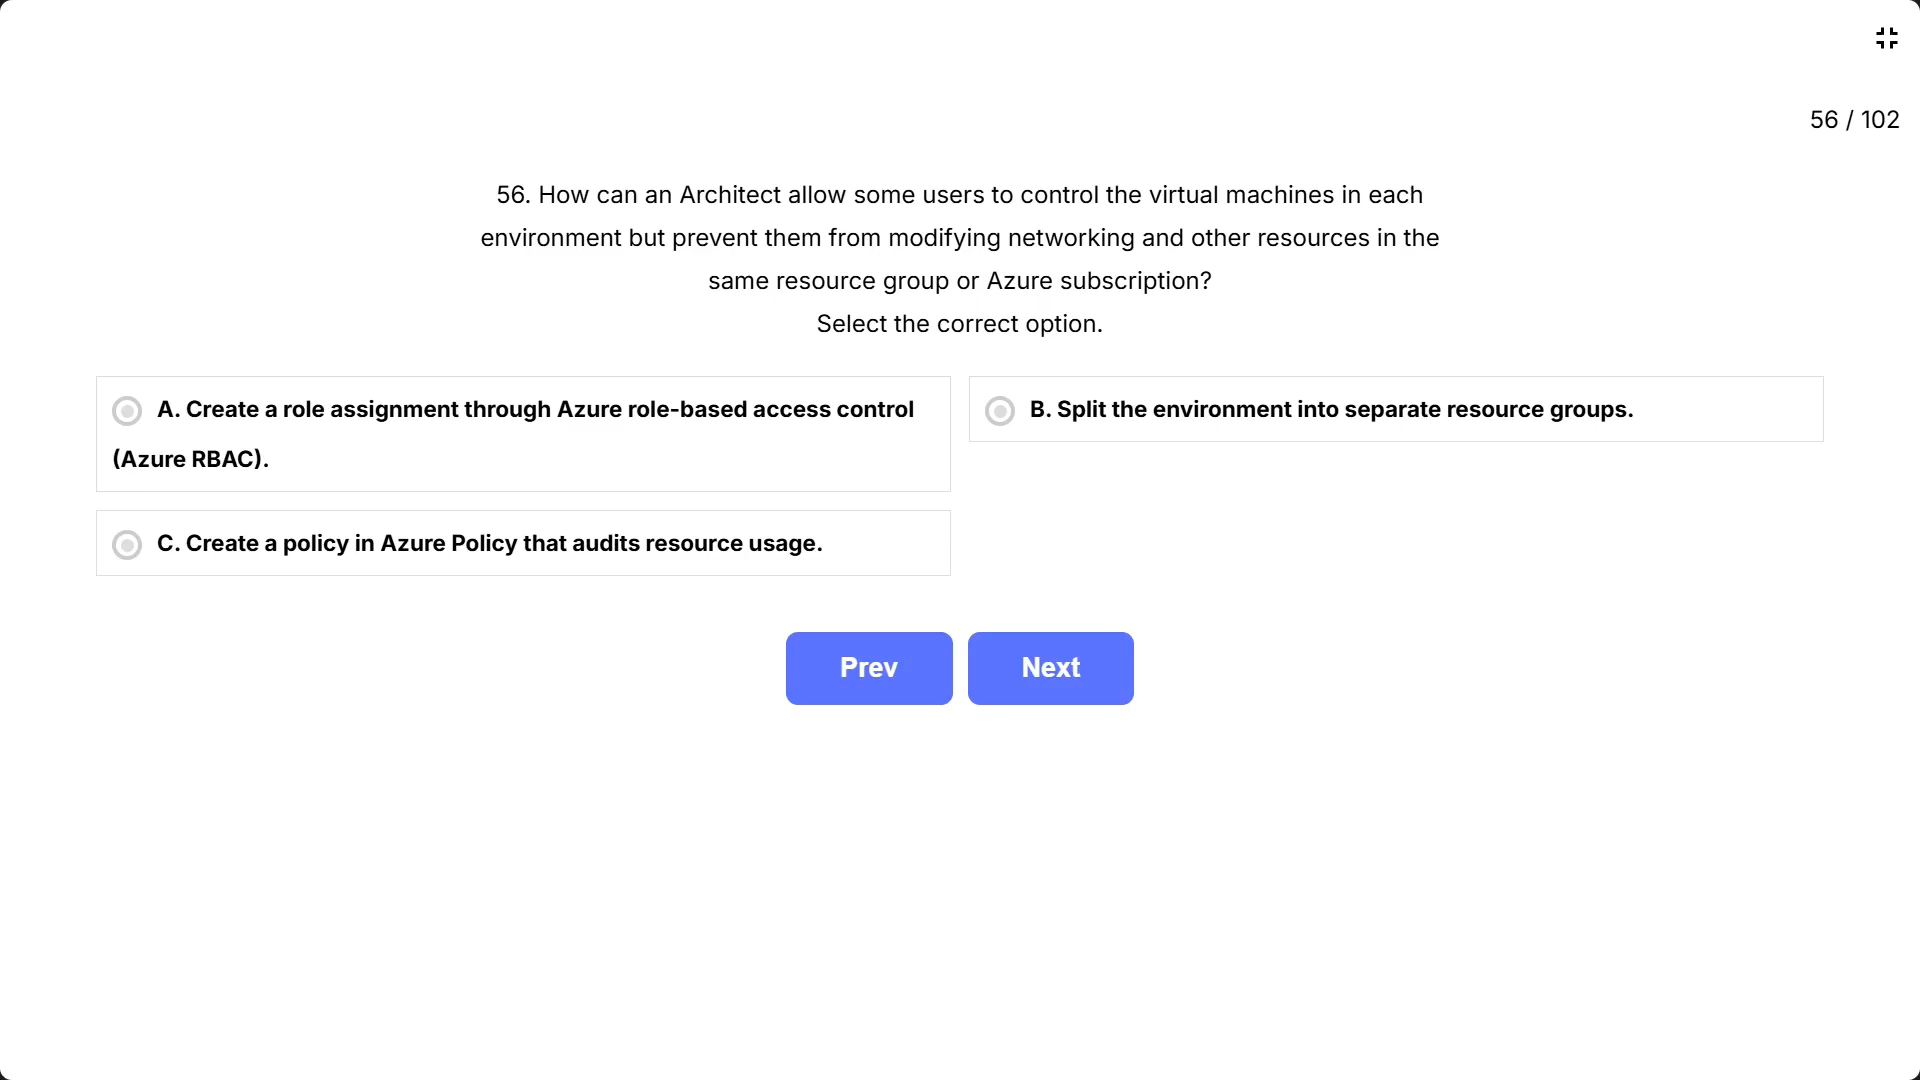 56 / 102
56. How can an Architect allow some users to control the virtual machines in each
environment but prevent them from modifying networking and other resources in the
same resource group or Azure subscription?
Select the correct option.
A. Create a role assignment through Azure role-based access control
(Azure RBAC).
B. Split the environment into separate resource groups.
C. Create a policy in Azure Policy that audits resource usage.
Prev
Next